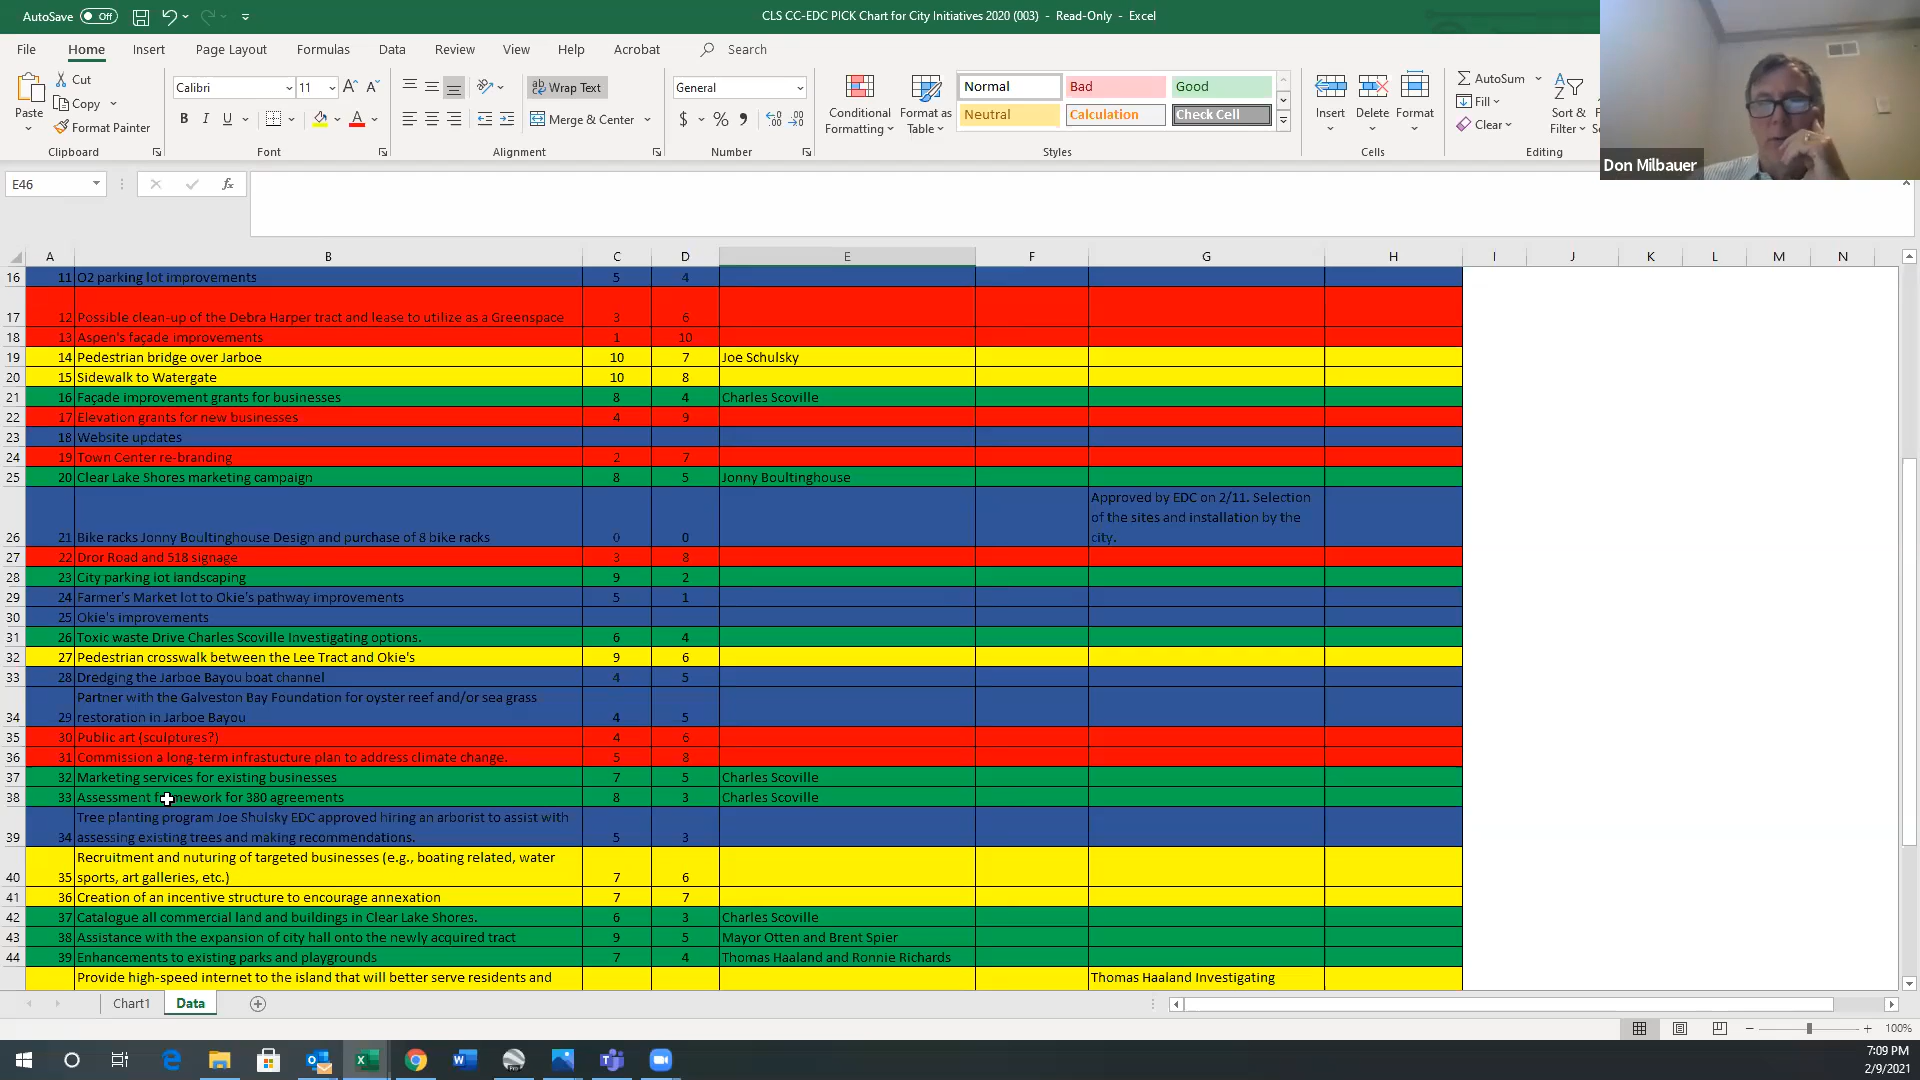 AutoSave Off CLS CC-EDC PICK Chart for City Initiatives 2020 (003) - Read-Only - Excel
File Home Insert Page Layout Formulas Data Review View Help Acrobat Search
Paste Cut Copy Format Painter Clipboard
Calibri 11 A A B I U A Font
ab Wrap Text Merge & Center Alignment
General $ % 9 Number
Conditional Formatting Format as Table Normal Bad Good Neutral Calculation Check Cell Styles
Insert Delete Format Cells
AutoSum Fill Clear Sort & Filter Editing
Don Milbauer
E46 fx
A B C D E F G H I J K L M N
16 11 O2 parking lot improvements 5 4
17 12 Possible clean-up of the Debra Harper tract and lease to utilize as a Greenspace 3 6
18 13 Aspen's façade improvements 1 10
19 14 Pedestrian bridge over Jarboe 10 7 Joe Schulsky
20 15 Sidewalk to Watergate 10 8
21 16 Façade improvement grants for businesses 8 4 Charles Scoville
22 17 Elevation grants for new businesses 4 9
23 18 Website updates
24 19 Town Center re-branding 2 7
25 20 Clear Lake Shores marketing campaign 8 5 Jonny Boultinghouse
Approved by EDC on 2/11. Selection
of the sites and installation by the
26 21 Bike racks Jonny Boultinghouse Design and purchase of 8 bike racks 0 0 city.
27 22 Dror Road and 518 signage 3 8
28 23 City parking lot landscaping 9 2
29 24 Farmer's Market lot to Okie's pathway improvements 5 1
30 25 Okie's improvements
31 26 Toxic waste Drive Charles Scoville Investigating options. 6 4
32 27 Pedestrian crosswalk between the Lee Tract and Okie's 9 6
33 28 Dredging the Jarboe Bayou boat channel 4 5
Partner with the Galveston Bay Foundation for oyster reef and/or sea grass
34 29 restoration in Jarboe Bayou 4 5
35 30 Public art (sculptures?) 4 6
36 31 Commission a long-term infrastucture plan to address climate change. 5 8
37 32 Marketing services for existing businesses 7 5 Charles Scoville
38 33 Assessment framework for 380 agreements 8 3 Charles Scoville
Tree planting program Joe Shulsky EDC approved hiring an arborist to assist with
39 34 assessing existing trees and making recommendations. 5 3
Recruitment and nuturing of targeted businesses (e.g., boating related, water
40 35 sports, art galleries, etc.) 7 6
41 36 Creation of an incentive structure to encourage annexation 7 7
42 37 Catalogue all commercial land and buildings in Clear Lake Shores. 6 3 Charles Scoville
43 38 Assistance with the expansion of city hall onto the newly acquired tract 9 5 Mayor Otten and Brent Spier
44 39 Enhancements to existing parks and playgrounds 7 4 Thomas Haaland and Ronnie Richards
Provide high-speed internet to the island that will better serve residents and Thomas Haaland Investigating
Chart1 Data
100%
7:09 PM
2/9/2021